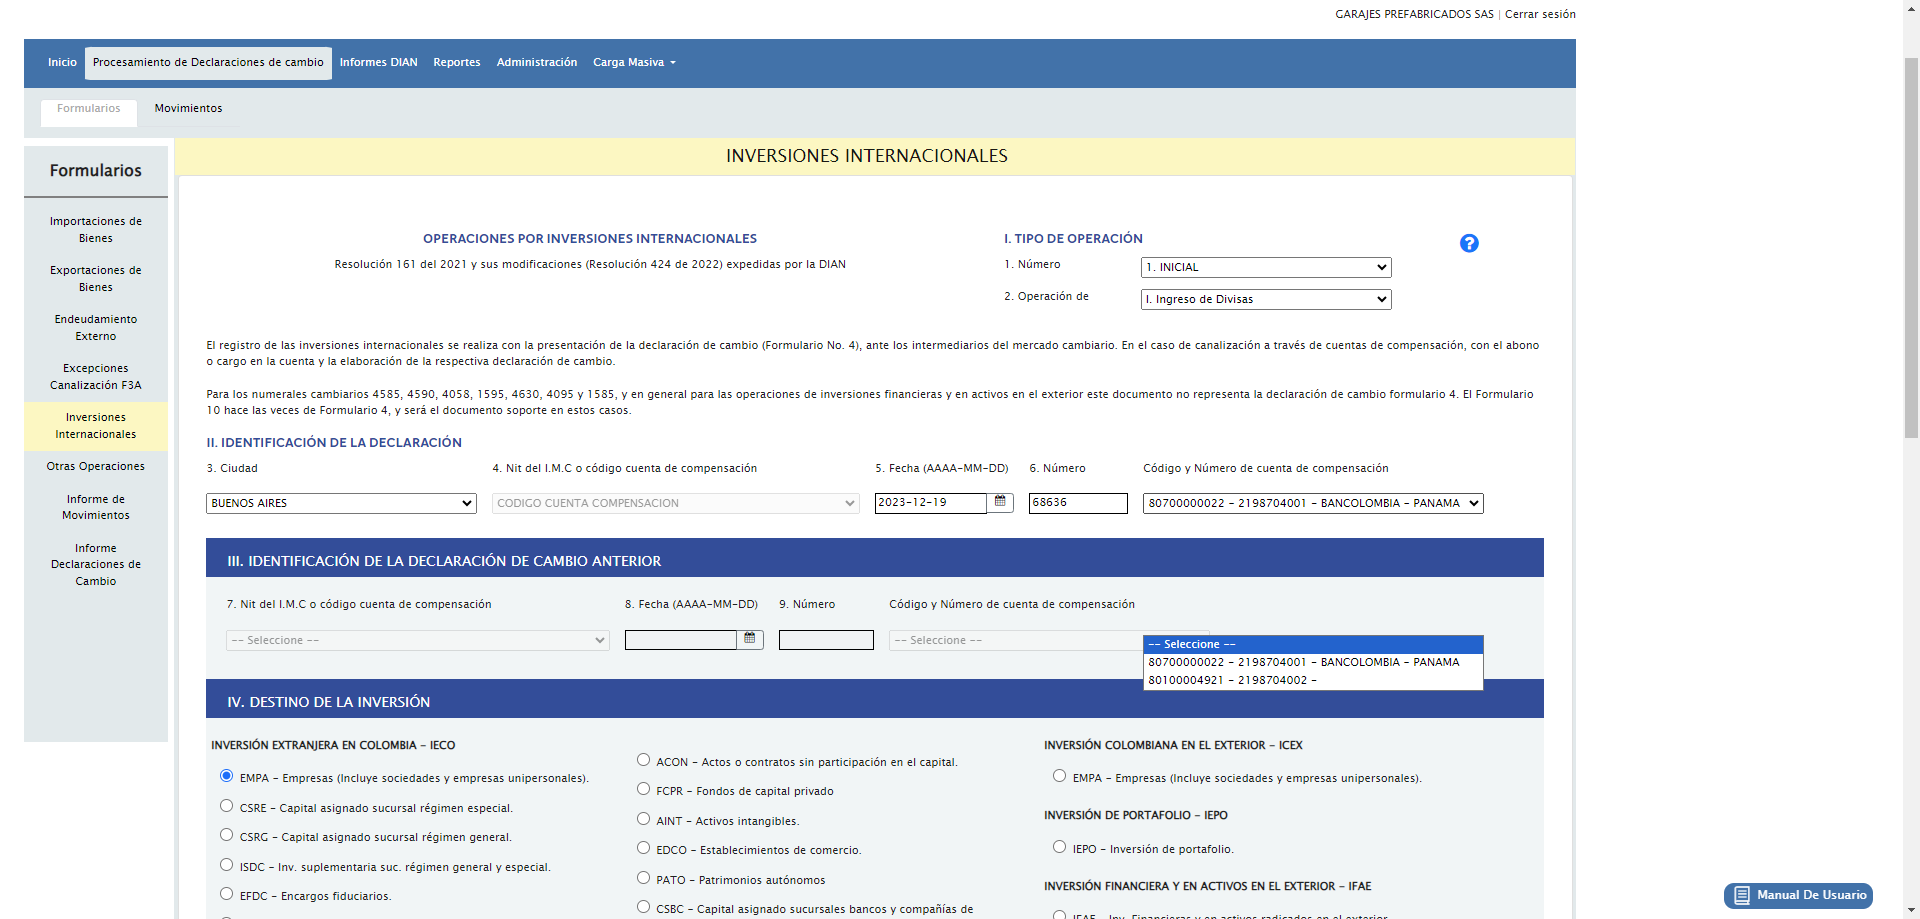 GARAJES PREFABRICADOS SAS | Cerrar sesión
Inicio Procesamiento de Declaraciones de cambio Informes DIAN Reportes Administración Carga Masiva
Formularios Movimientos
Formularios
Importaciones de
Bienes
Exportaciones de
Bienes
Endeudamiento
Externo
Excepciones
Canalización F3A
Inversiones
Internacionales
Otras Operaciones
Informe de
Movimientos
Informe
Declaraciones de
Cambio
INVERSIONES INTERNACIONALES
OPERACIONES POR INVERSIONES INTERNACIONALES
Resolución 161 del 2021 y sus modificaciones (Resolución 424 de 2022) expedidas por la DIAN
I. TIPO DE OPERACIÓN
?
1. Número 1. INICIAL
2. Operación de I. Ingreso de Divisas
El registro de las inversiones internacionales se realiza con la presentación de la declaración de cambio (Formulario No. 4), ante los intermediarios del mercado cambiario. En el caso de canalización a través de cuentas de compensación, con el abono
o cargo en la cuenta y la elaboración de la respectiva declaración de cambio.
Para los numerales cambiarios 4585, 4590, 4058, 1595, 4630, 4095 y 1585, y en general para las operaciones de inversiones financieras y en activos en el exterior este documento no representa la declaración de cambio formulario 4. El Formulario
10 hace las veces de Formulario 4, y será el documento soporte en estos casos.
II. IDENTIFICACIÓN DE LA DECLARACIÓN
3. Ciudad 4. Nit del I.M.C o código cuenta de compensación 5. Fecha (AAAA-MM-DD) 6. Número Código y Número de cuenta de compensación
BUENOS AIRES CODIGO CUENTA COMPENSACION 2023-12-19 68636 80700000022 - 2198704001 - BANCOLOMBIA - PANAMA
III. IDENTIFICACIÓN DE LA DECLARACIÓN DE CAMBIO ANTERIOR
7. Nit del I.M.C o código cuenta de compensación 8. Fecha (AAAA-MM-DD) 9. Número Código y Número de cuenta de compensación
-- Seleccione -- -- Seleccione --
-- Seleccione --
80700000022 - 2198704001 - BANCOLOMBIA - PANAMA
80100004921 - 2198704002 -
IV. DESTINO DE LA INVERSIÓN
INVERSIÓN EXTRANJERA EN COLOMBIA - IECO
EMPA - Empresas (Incluye sociedades y empresas unipersonales).
CSRE - Capital asignado sucursal régimen especial.
CSRG - Capital asignado sucursal régimen general.
ISDC - Inv. suplementaria suc. régimen general y especial.
EFDC - Encargos fiduciarios.
ACON - Actos o contratos sin participación en el capital.
FCPR - Fondos de capital privado
AINT - Activos intangibles.
EDCO - Establecimientos de comercio.
PATO - Patrimonios autónomos
CSBC - Capital asignado sucursales bancos y compañías de
INVERSIÓN COLOMBIANA EN EL EXTERIOR - ICEX
EMPA - Empresas (Incluye sociedades y empresas unipersonales).
INVERSIÓN DE PORTAFOLIO - IEPO
IEPO - Inversión de portafolio.
INVERSIÓN FINANCIERA Y EN ACTIVOS EN EL EXTERIOR - IFAE
IFAE - Inv. Financieras y en activos radicados en el exterior
Manual De Usuario